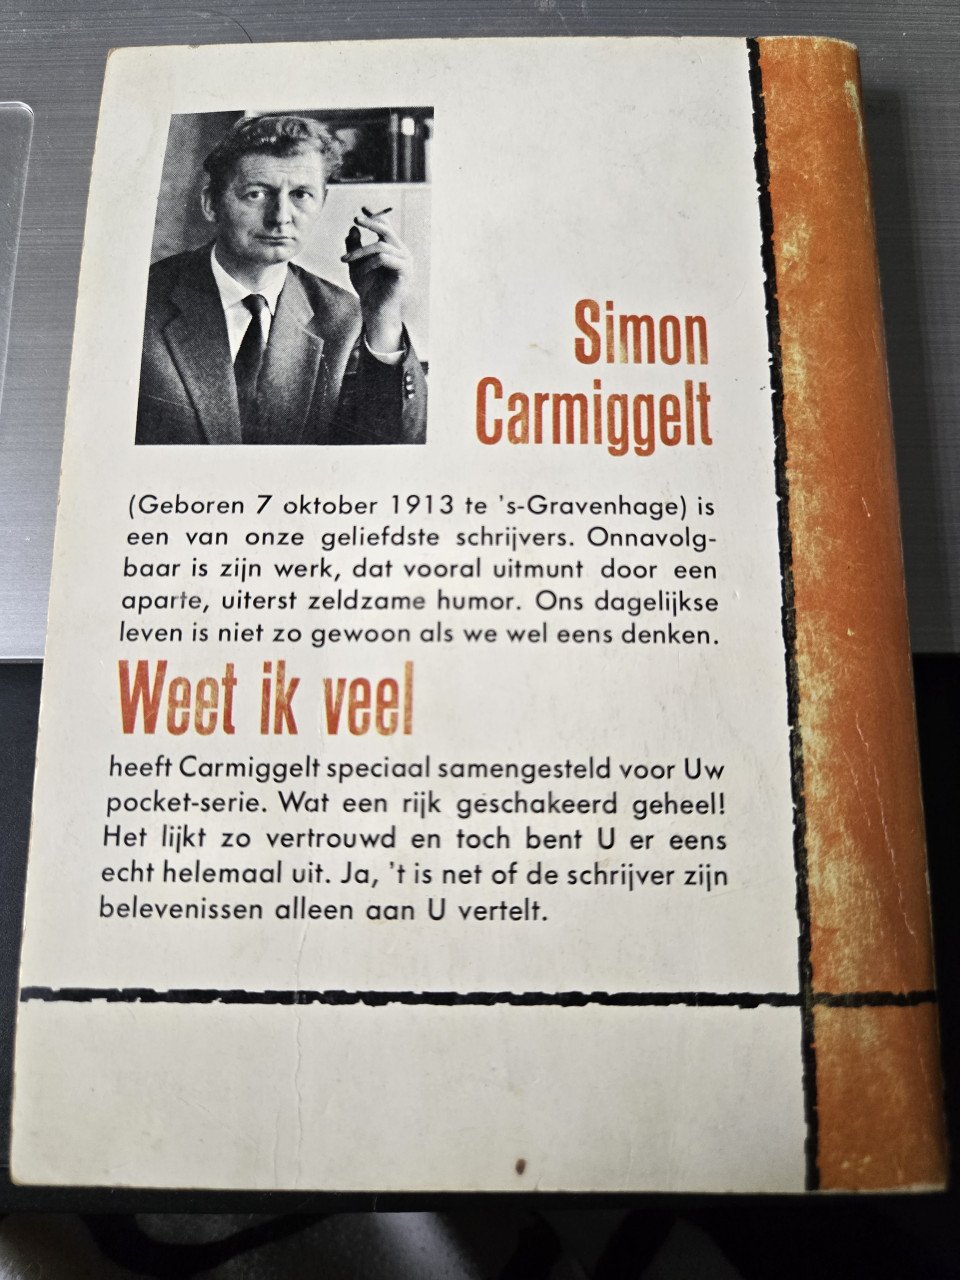 Simon
Carmiggelt
(Geboren 7 oktober 1913 te 's-Gravenhage) is
een van onze geliefdste schrijvers. Onnavolg-
baar is zijn werk, dat vooral uitmunt door een
aparte, uiterst zeldzame humor. Ons dagelijkse
leven is niet zo gewoon als we wel eens denken.
Weet ik veel
heeft Carmiggelt speciaal samengesteld voor Uw
pocket-serie. Wat een rijk geschakeerd geheel!
Het lijkt zo vertrouwd en toch bent U er eens
echt helemaal uit. Ja, 't is net of de schrijver zijn
belevenissen alleen aan U vertelt.